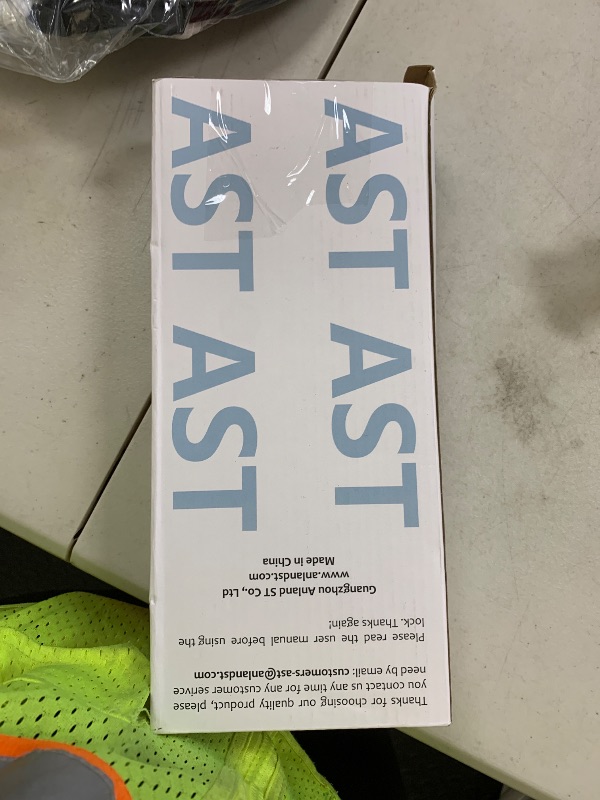 AST AST
AST AST
Thanks for choosing our quality product, please,
you contact us any time for any customer serivce
need by email: customers-ast@anlandst.com
Please read the user manual before using the
lock. Thanks again!
Guangzhou Anland ST Co., Ltd
www.anlandst.com
Made in China